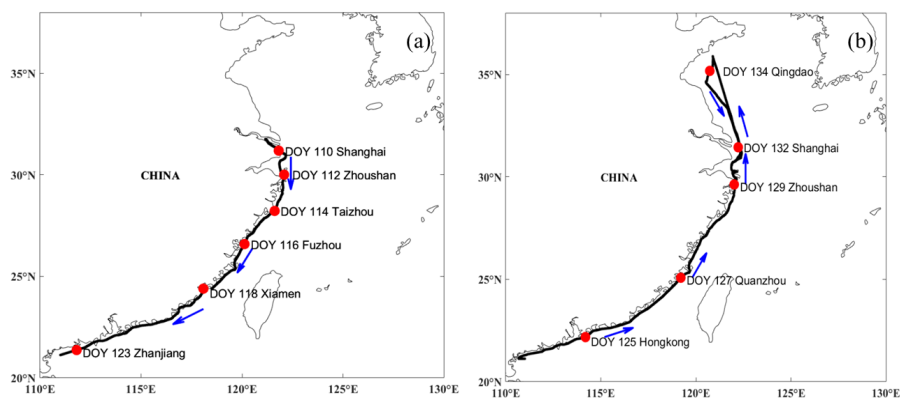 (a)
35°N
DOY 110 Shanghai
30°N
CHINA
DOY 112 Zhoushan
DOY 114 Taizhou
DOY 116 Fuzhou
25°N
DOY 118 Xiamen
DOY 123 Zhanjiang
20°N
110°E
115°E
120°E
125°E
130°E
(b)
35°N
DOY 134 Qingdao
DOY 132 Shanghai
30°N
CHINA
DOY 129 Zhoushan
25°N
DOY 127 Quanzhou
DOY 125 Hongkong
20°N
110°E
115°E
120°E
125°E
130°E